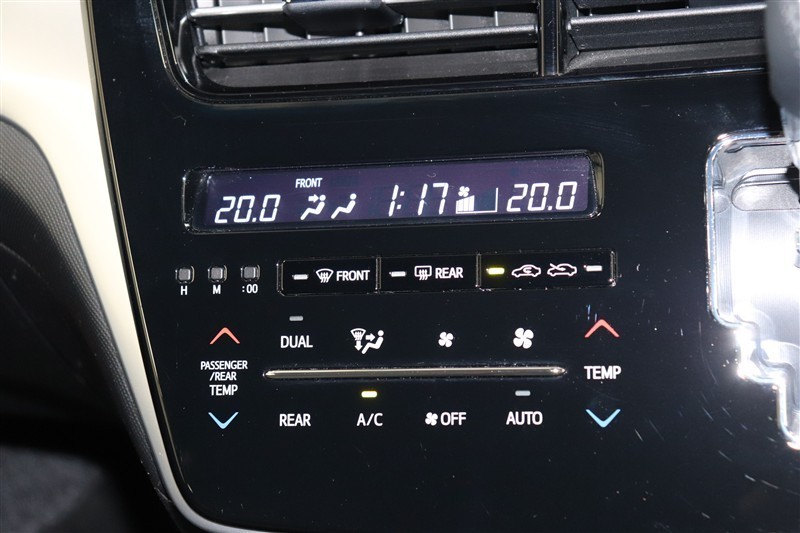 FRONT
20.0 1:17 20.0
H M :00 FRONT REAR
DUAL
PASSENGER
/REAR
TEMP
TEMP
REAR A/C OFF AUTO